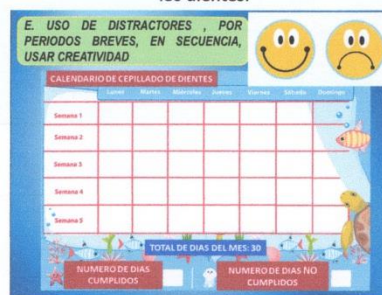 los dientes.
E. USO DE DISTRACTORES , POR
PERIODOS BREVES, EN SECUENCIA,
USAR CREATIVIDAD
CALENDARIO DE CEPILLADO DE DIENTES
Lunes Martes Miércoles Jueves Viernes Sábado Domingo
Semana 1
Semana 2
Semana 3
Semana 4
Semana 5
TOTAL DE DIAS DEL MES: 30
NUMERO DE DIAS
CUMPLIDOS
NUMERO DE DIAS NO
CUMPLIDOS